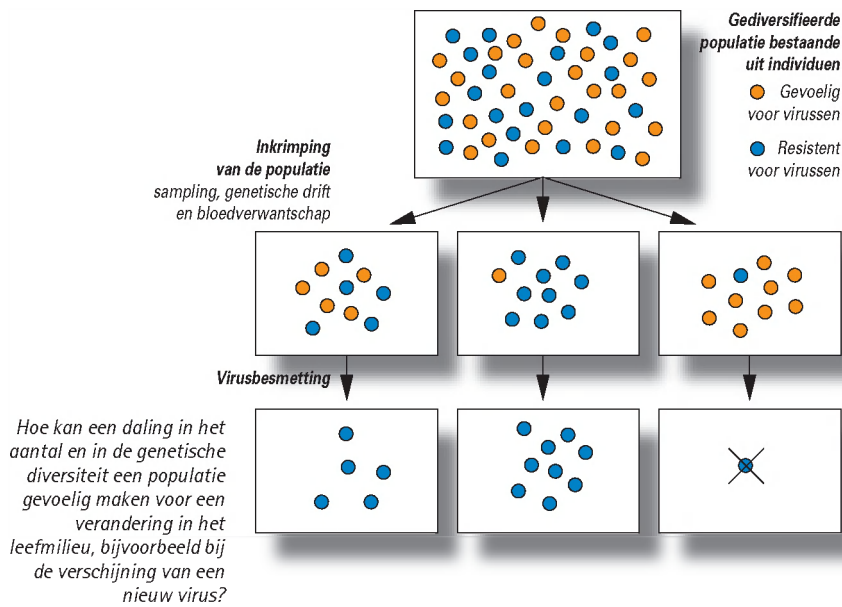 Gediversifieerde
populatie bestaande
uit individuen
Gevoelig
voor virussen
Resistent
voor virussen
Inkrimping
van de populatie
sampling, genetische drift
en bloedverwantschap
Virusbesmetting
Hoe kan een daling in het
aantal en in de genetische
diversiteit een populatie
gevoelig maken voor een
verandering in het
leefmilieu, bijvoorbeeld bij
de verschijning van een
nieuw virus?